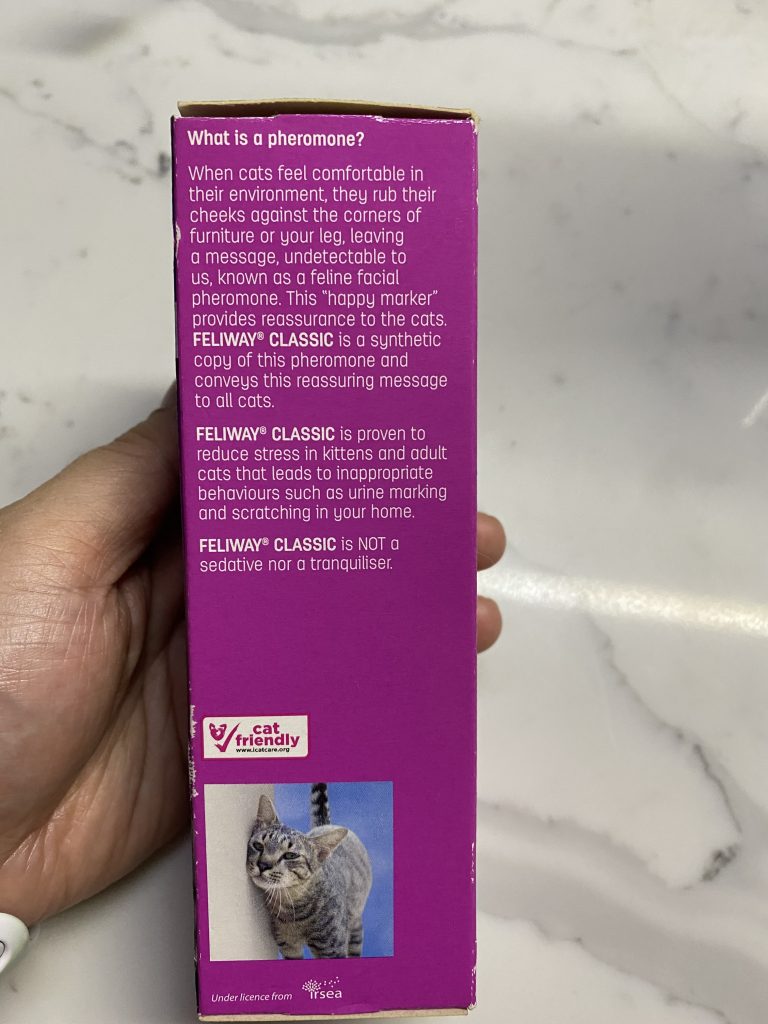 What is a pheromone?
When cats feel comfortable in
their environment, they rub their
cheeks against the corners of
furniture or your leg, leaving
a message, undetectable to
us, known as a feline facial
pheromone. This "happy marker"
provides reassurance to the cats.
FELIWAY® CLASSIC is a synthetic
copy of this pheromone and
conveys this reassuring message
to all cats.
FELIWAY® CLASSIC is proven to
reduce stress in kittens and adult
cats that leads to inappropriate
behaviours such as urine marking
and scratching in your home.
FELIWAY® CLASSIC is NOT a
sedative nor a tranquiliser.
cat
friendly
www.icatcare.org
Under licence from irsea